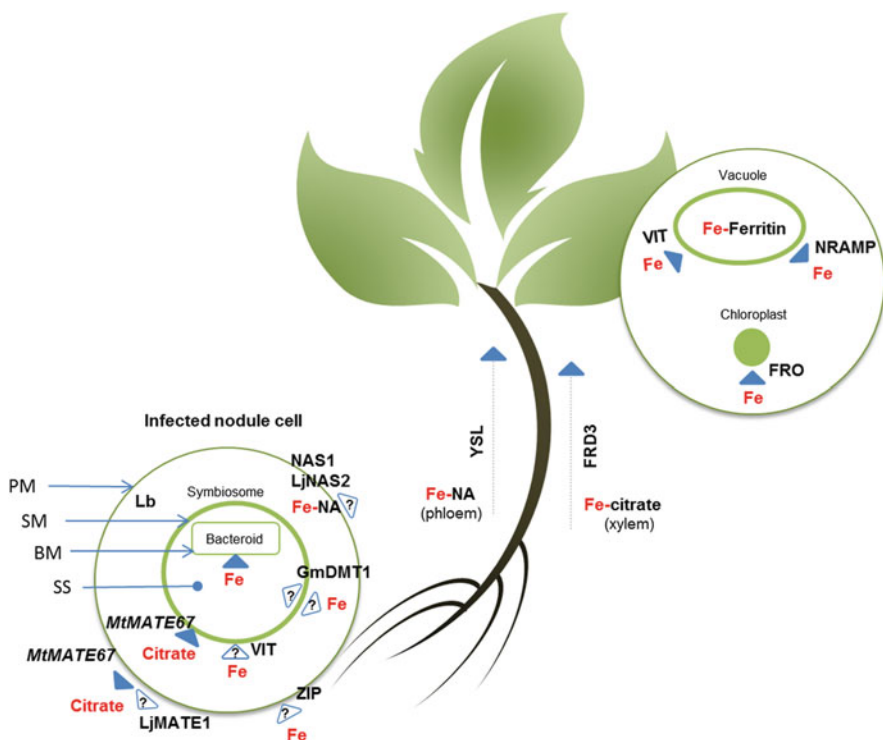 Vacuole
Fe-Ferritin
VIT
Fe
NRAMP
Fe
Chloroplast
FRO
Fe
YSL
Fe-NA
(phloem)
FRD3
Fe-citrate
(xylem)
Infected nodule cell
PM
SM
BM
SS
Lb
NAS1
LjNAS2
Fe-NA
?
Symbiosome
Bacteroid
Fe
GmDMT1
?
?
Fe
MtMATE67
Citrate
?
VIT
Fe
MtMATE67
Citrate
?
LjMATE1
ZIP
?
Fe